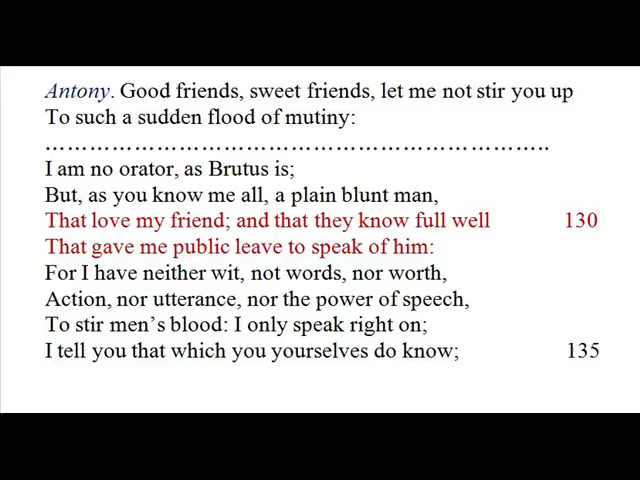 Antony. Good friends, sweet friends, let me not stir you up
To such a sudden flood of mutiny:
……………………………………………………………..
I am no orator, as Brutus is;
But, as you know me all, a plain blunt man,
That love my friend; and that they know full well 130
That gave me public leave to speak of him:
For I have neither wit, not words, nor worth,
Action, nor utterance, nor the power of speech,
To stir men’s blood: I only speak right on;
I tell you that which you yourselves do know; 135